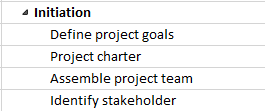 Initiation
Define project goals
Project charter
Assemble project team
Identify stakeholder